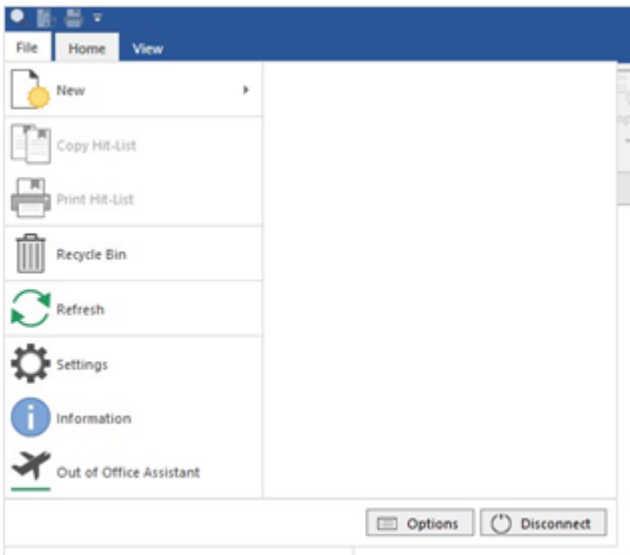 File Home View
New
Copy Hit-List
Print Hit-List
Recycle Bin
Refresh
Settings
Information
Out of Office Assistant
Options Disconnect